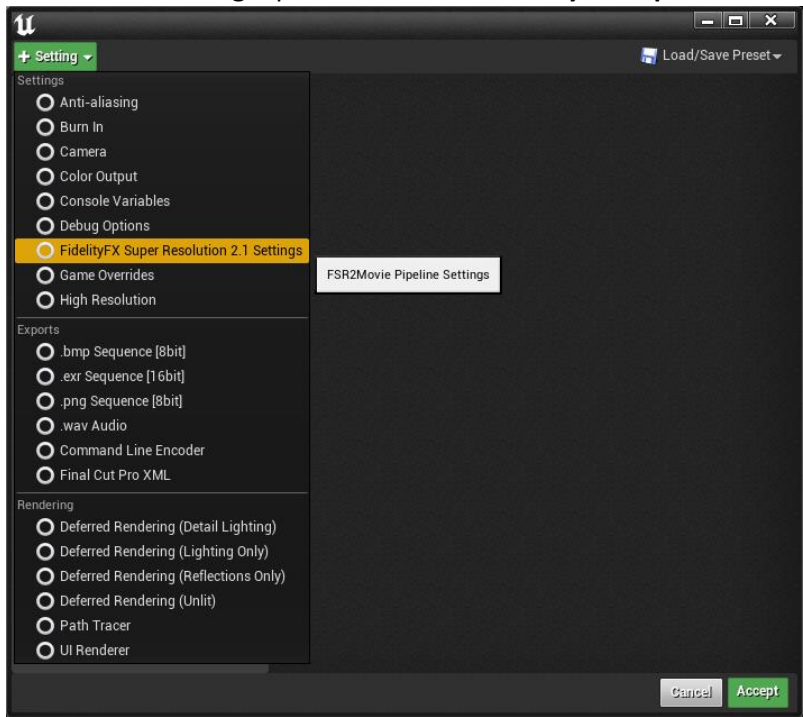 + Setting
Load/Save Preset
Settings
Anti-aliasing
Burn In
Camera
Color Output
Console Variables
Debug Options
FidelityFX Super Resolution 2.1 Settings
Game Overrides
FSR2Movie Pipeline Settings
High Resolution
Exports
.bmp Sequence [8bit]
.exr Sequence [16bit]
.png Sequence [8bit]
.wav Audio
Command Line Encoder
Final Cut Pro XML
Rendering
Deferred Rendering (Detail Lighting)
Deferred Rendering (Lighting Only)
Deferred Rendering (Reflections Only)
Deferred Rendering (Unlit)
Path Tracer
UI Renderer
Cancel Accept